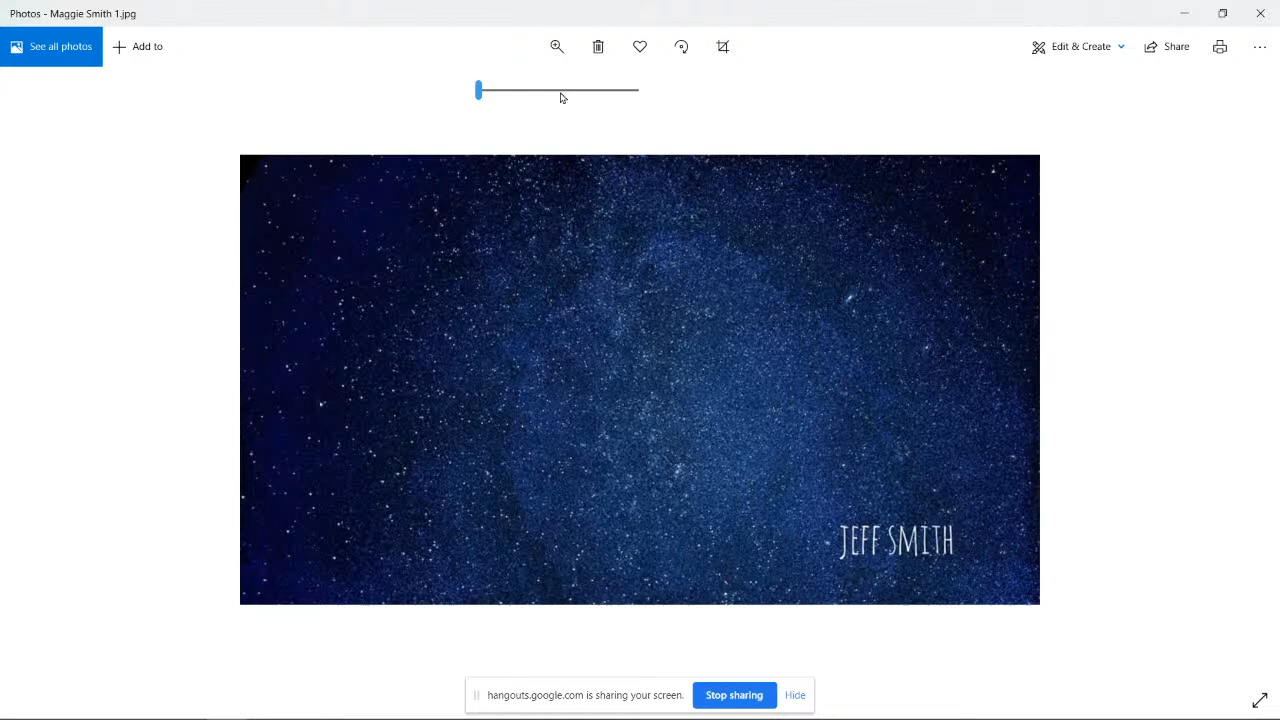 Photos - Maggie Smith 1.jpg
See all photos
Add to
Edit & Create
Share
JEFF SMITH
hangouts.google.com is sharing your screen.
Stop sharing
Hide